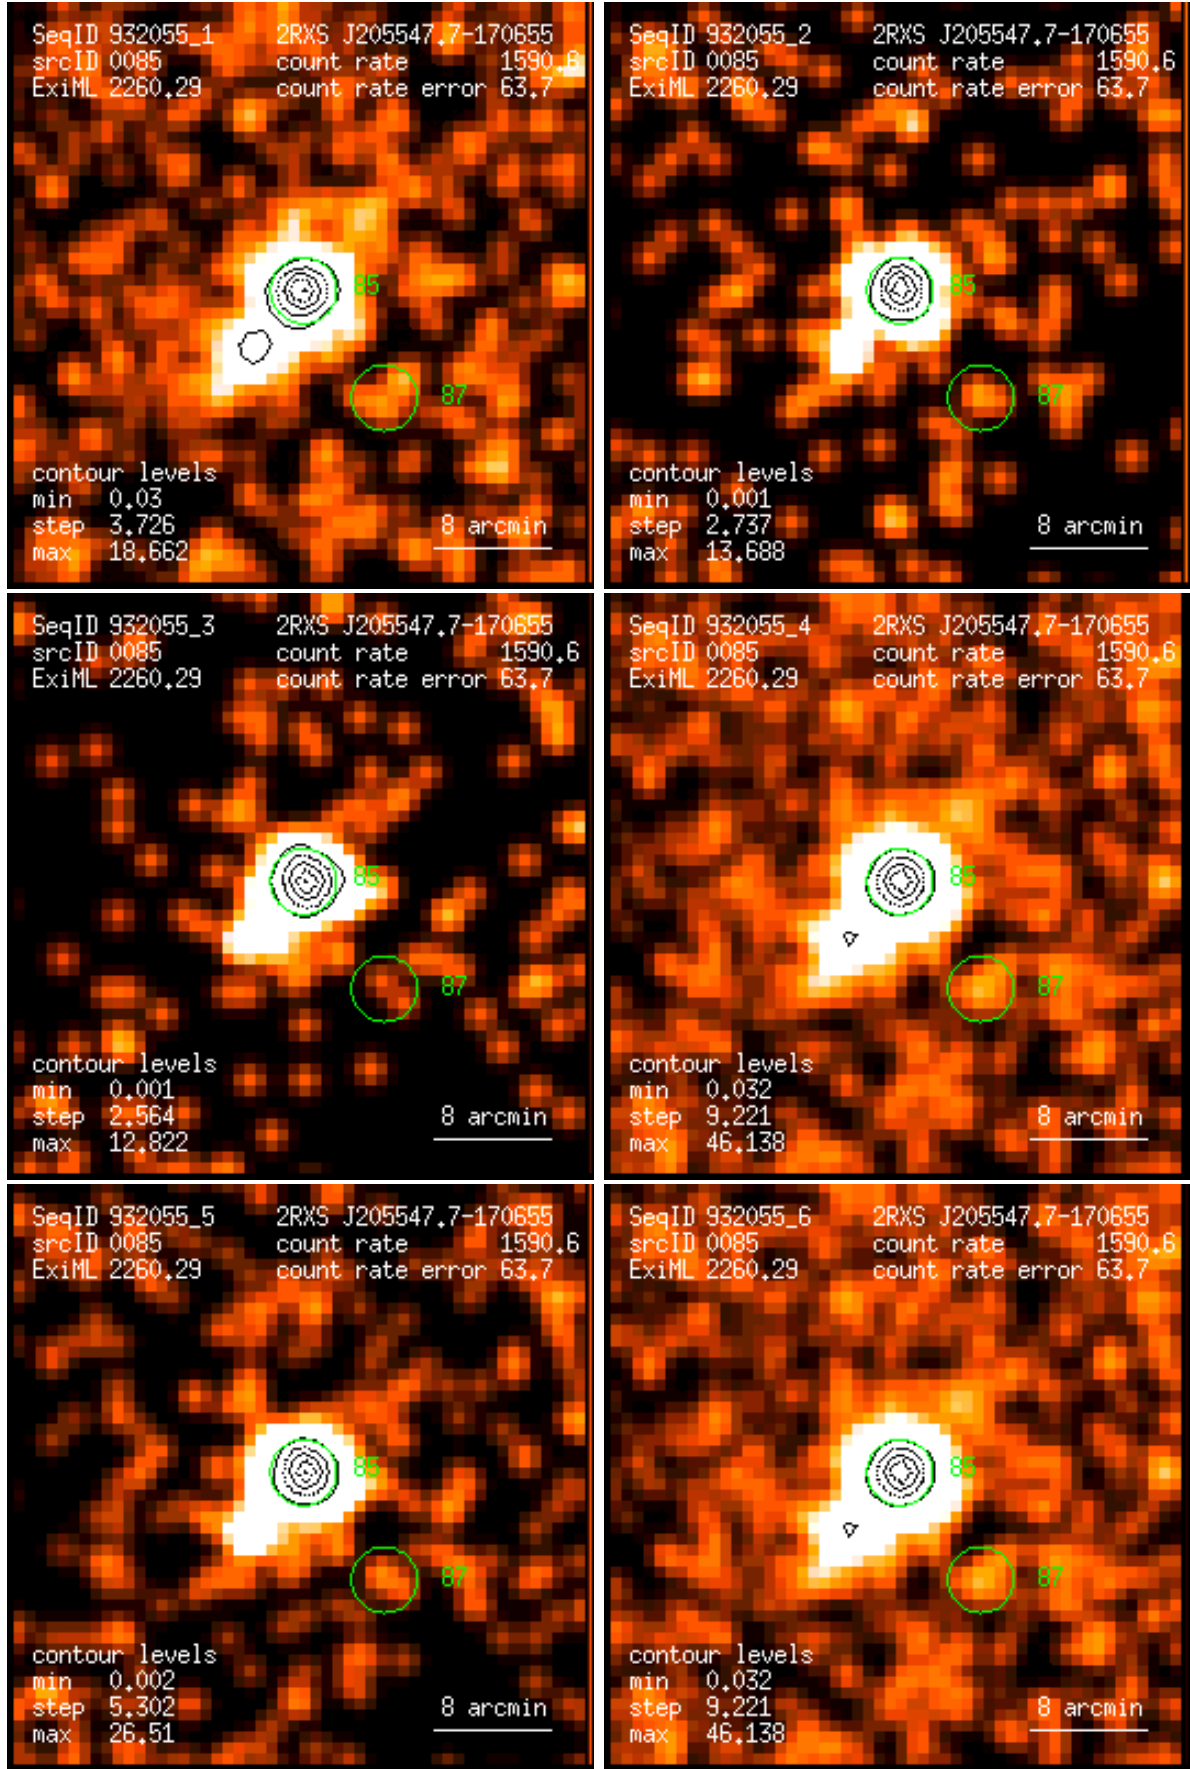 SeqID 932055_1 2RXS J205547.7-170655
srcID 0085 count rate 1590.6
ExiML 2260.29 count rate error 63.7
85
87
contour levels
min 0.03
step 3.726 8 arcmin
max 18.662
SeqID 932055_2 2RXS J205547.7-170655
srcID 0085 count rate 1590.6
ExiML 2260.29 count rate error 63.7
85
87
contour levels
min 0.001
step 2.737 8 arcmin
max 13.688
SeqID 932055_3 2RXS J205547.7-170655
srcID 0085 count rate 1590.6
ExiML 2260.29 count rate error 63.7
85
87
contour levels
min 0.001
step 2.564 8 arcmin
max 12.822
SeqID 932055_4 2RXS J205547.7-170655
srcID 0085 count rate 1590.6
ExiML 2260.29 count rate error 63.7
85
87
contour levels
min 0.032
step 9.221 8 arcmin
max 46.138
SeqID 932055_5 2RXS J205547.7-170655
srcID 0085 count rate 1590.6
ExiML 2260.29 count rate error 63.7
85
87
contour levels
min 0.002
step 5.302 8 arcmin
max 26.51
SeqID 932055_6 2RXS J205547.7-170655
srcID 0085 count rate 1590.6
ExiML 2260.29 count rate error 63.7
85
87
contour levels
min 0.032
step 9.221 8 arcmin
max 46.138